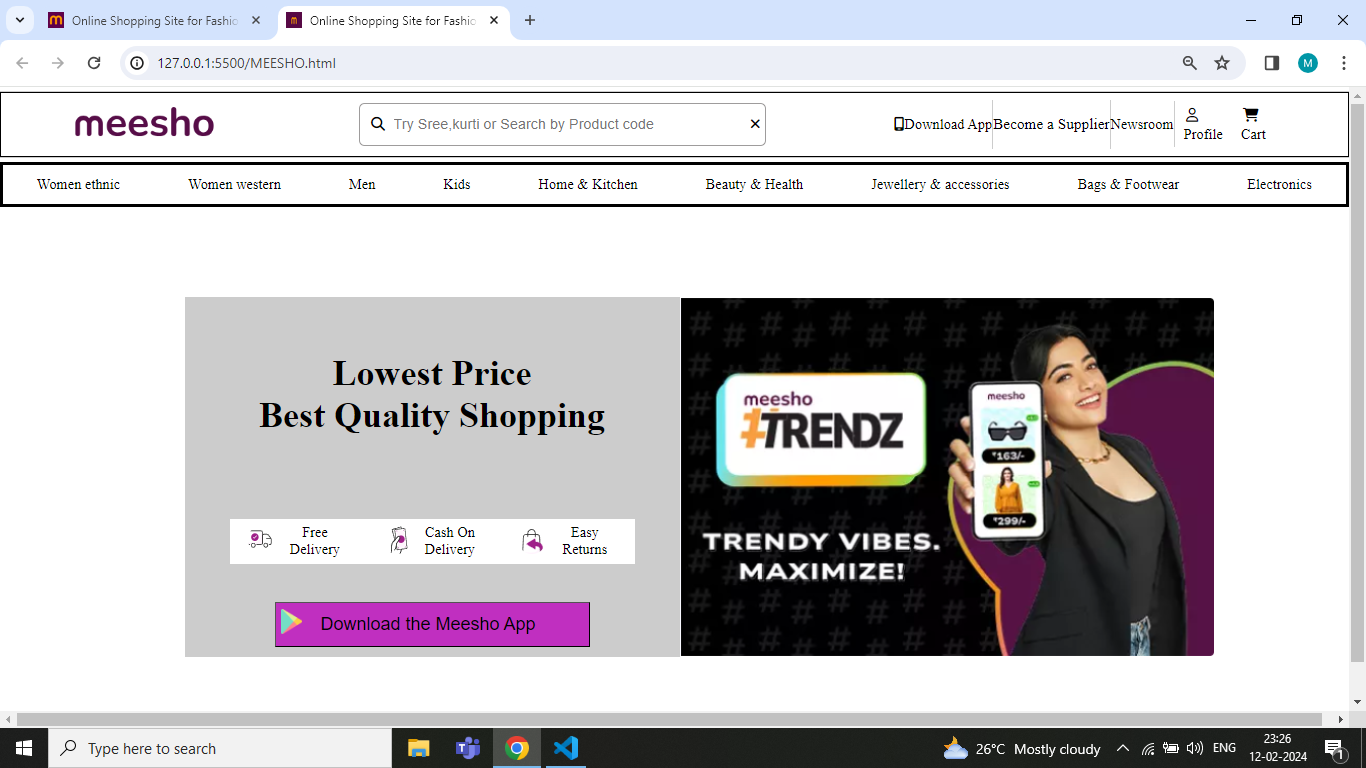 Online Shopping Site for Fashio
Online Shopping Site for Fashio
127.0.0.1:5500/MEESHO.html
M
meesho
Try Sree,kurti or Search by Product code
Download App
Become a Supplier
Newsroom
Profile
Cart
Women ethnic
Women western
Men
Kids
Home & Kitchen
Beauty & Health
Jewellery & accessories
Bags & Footwear
Electronics
Lowest Price
Best Quality Shopping
Free
Delivery
Cash On
Delivery
Easy
Returns
Download the Meesho App
meesho
#TRENDZ
TRENDY VIBES.
MAXIMIZE!
meesho
₹163/-
₹299/-
Type here to search
26°C Mostly cloudy
ENG
23:26
12-02-2024
1